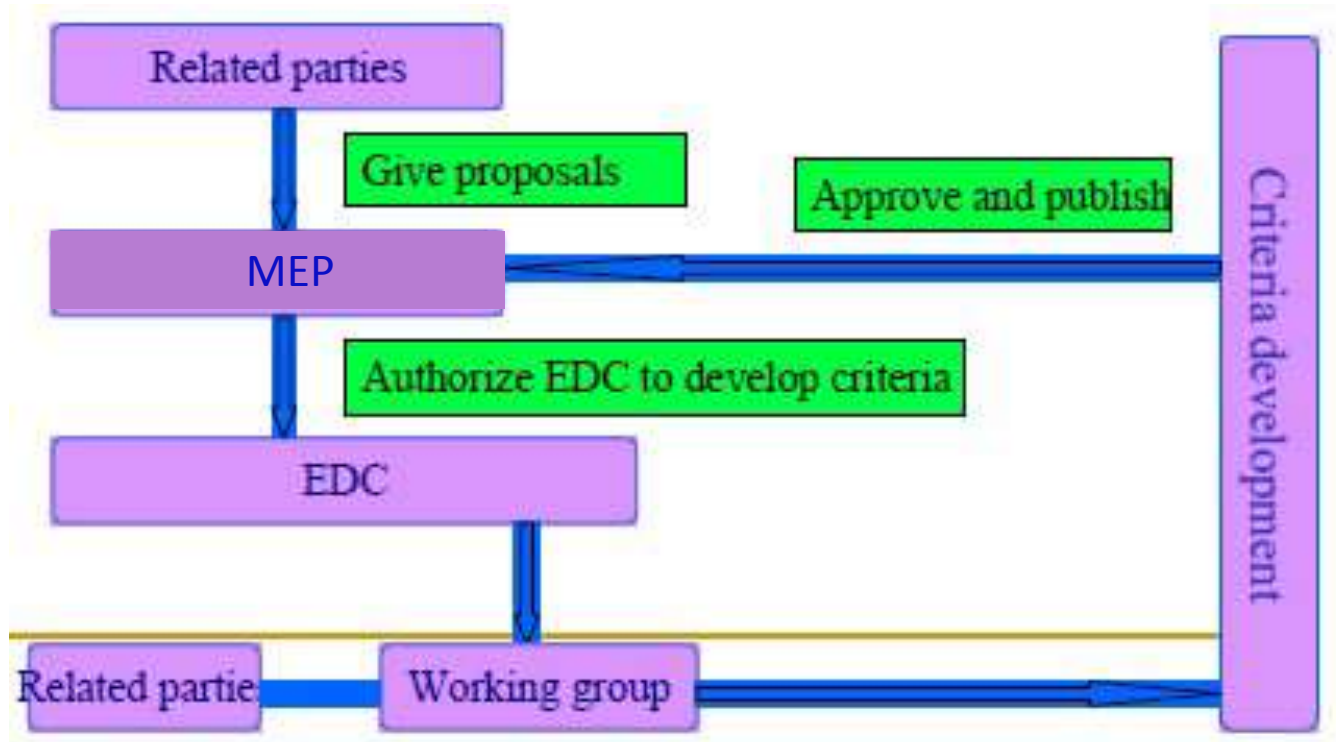 Related parties
Give proposals
Approve and publish
MEP
Authorize EDC to develop criteria
EDC
Criteria development
Related partie
Working group